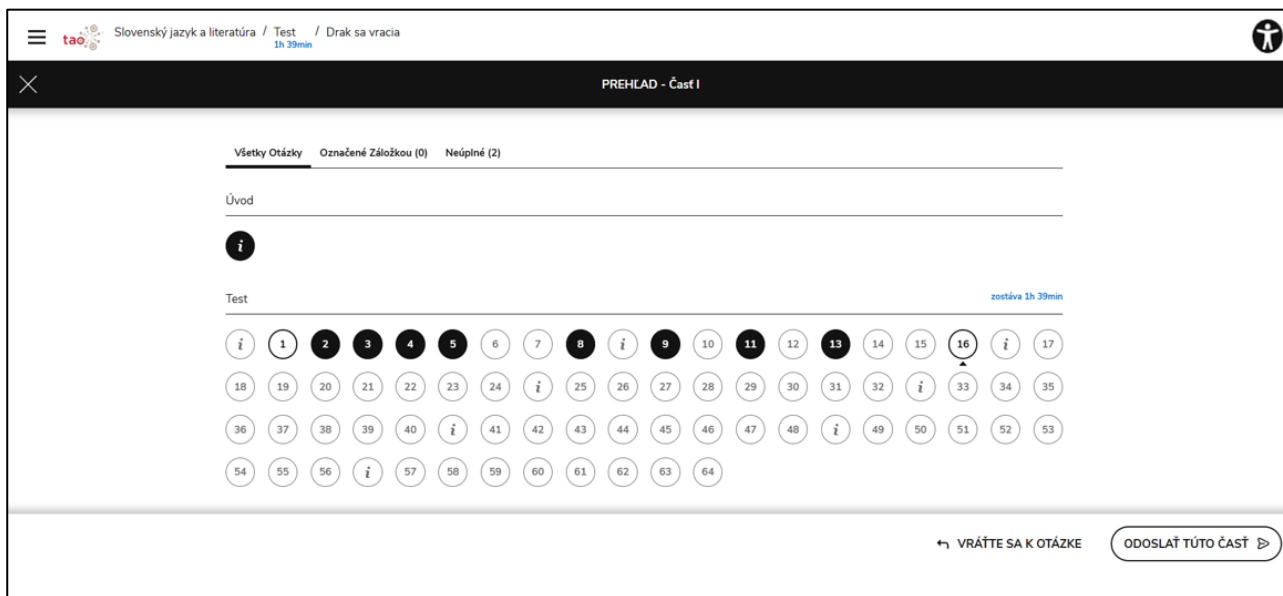 tao Slovenský jazyk a literatúra / Test / Drak sa vracia
1h 39min
PREHĽAD - Časť I
Všetky Otázky Označené Záložkou (0) Neúplné (2)
Úvod
i
Test zostáva 1h 39min
i 1 2 3 4 5 6 7 8 i 9 10 11 12 13 14 15 16 i 17
18 19 20 21 22 23 24 i 25 26 27 28 29 30 31 32 i 33 34 35
36 37 38 39 40 i 41 42 43 44 45 46 47 48 i 49 50 51 52 53
54 55 56 i 57 58 59 60 61 62 63 64
VRÁŤTE SA K OTÁZKE ODOSLAŤ TÚTO ČASŤ